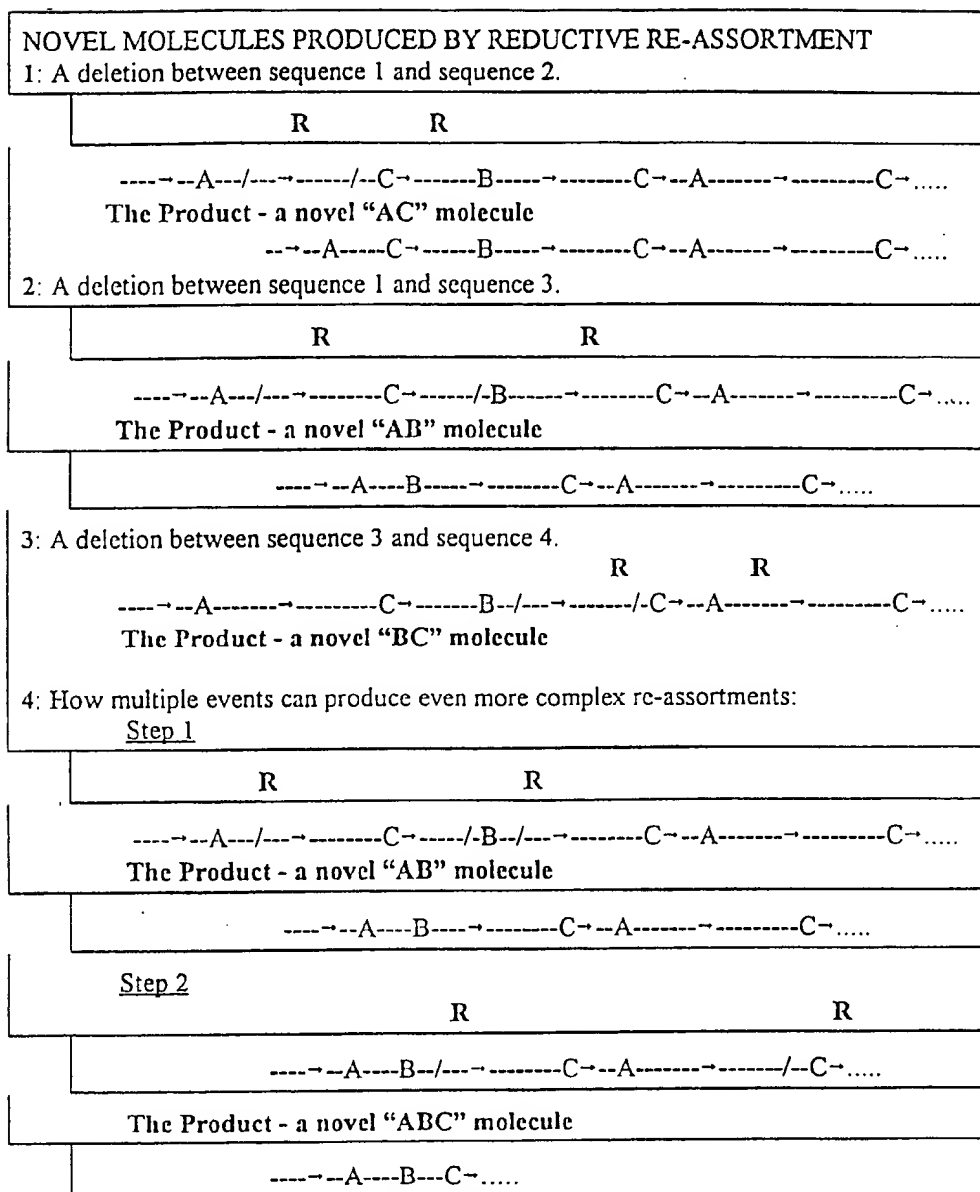 NOVEL MOLECULES PRODUCED BY REDUCTIVE RE-ASSORTMENT
1: A deletion between sequence 1 and sequence 2.
R R
----→--A---/---→------/--C→-------B-----→---------C→--A-------→---------C→.....
The Product - a novel "AC" molecule
--→--A-----C→------B-----→---------C→--A-------→---------C→.....
2: A deletion between sequence 1 and sequence 3.
R R
----→--A---/---→---------C→------/-B------→--------C→--A-------→---------C→.....
The Product - a novel "AB" molecule
----→--A----B-----→---------C→--A-------→---------C→.....
3: A deletion between sequence 3 and sequence 4.
R R
----→--A-------→---------C→-------B--/---→-------/-C→--A-------→---------C→.....
The Product - a novel "BC" molecule
4: How multiple events can produce even more complex re-assortments:
Step 1
R R
----→--A---/---→--------C→-----/-B--/---→--------C→--A-------→---------C→.....
The Product - a novel "AB" molecule
----→--A----B----→---------C→--A-------→---------C→.....
Step 2
R R
----→--A----B--/---→--------C→--A-------→-------/--C→.....
The Product - a novel "ABC" molecule
----→--A----B---C→.....